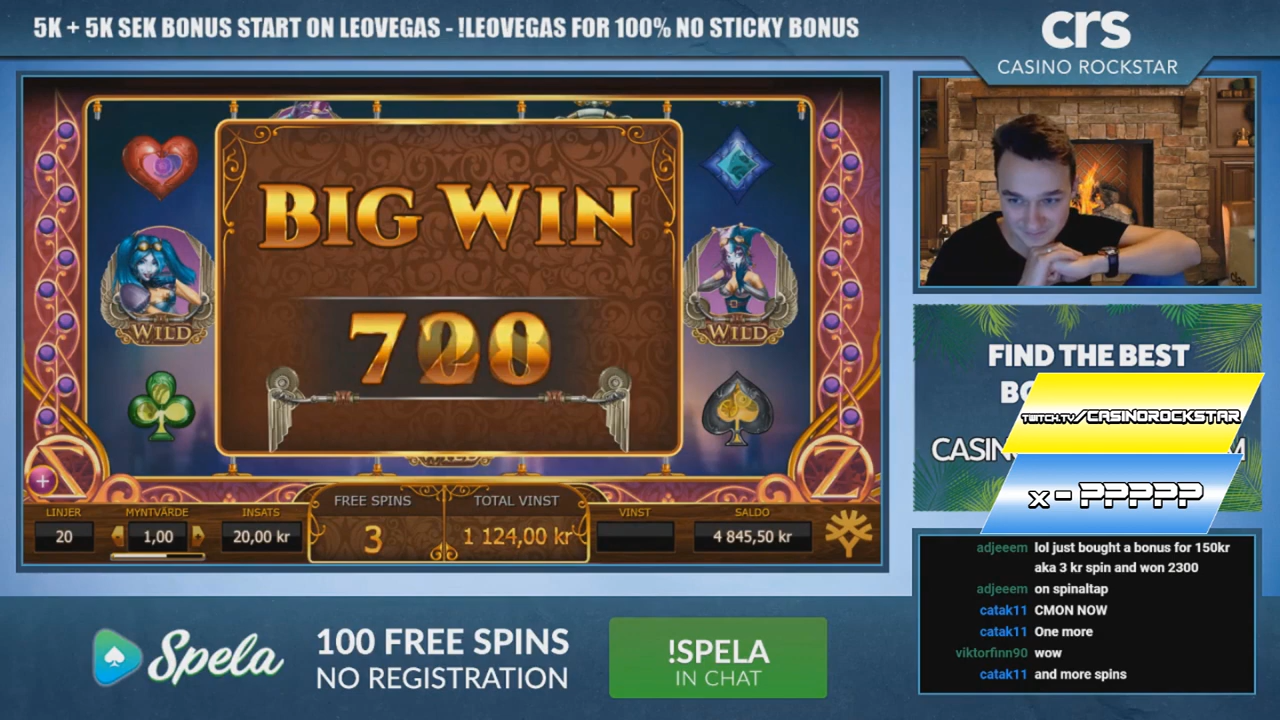 5K + 5K SEK BONUS START ON LEOVEGAS - !LEOVEGAS FOR 100% NO STICKY BONUS
crs
CASINO ROCKSTAR
BIG WIN
WILD
WILD
Z
Z
FREE SPINS
3
TOTAL VINST
1 124,00 kr
LINJER
20
MYNTVÄRDE
1,00
INSATS
20,00 kr
VINST
SALDO
4 845,50 kr
FIND THE BEST
TWITCH.TV/CASINOROCKSTAR
X-PPPPP
adjeeem lol just bought a bonus for 150kr
aka 3 kr spin and won 2300
adjeeem on spinaltap
catak11 CMON NOW
catak11 One more
viktorfinn90 wow
catak11 and more spins
Spela
100 FREE SPINS
NO REGISTRATION
!SPELA
IN CHAT